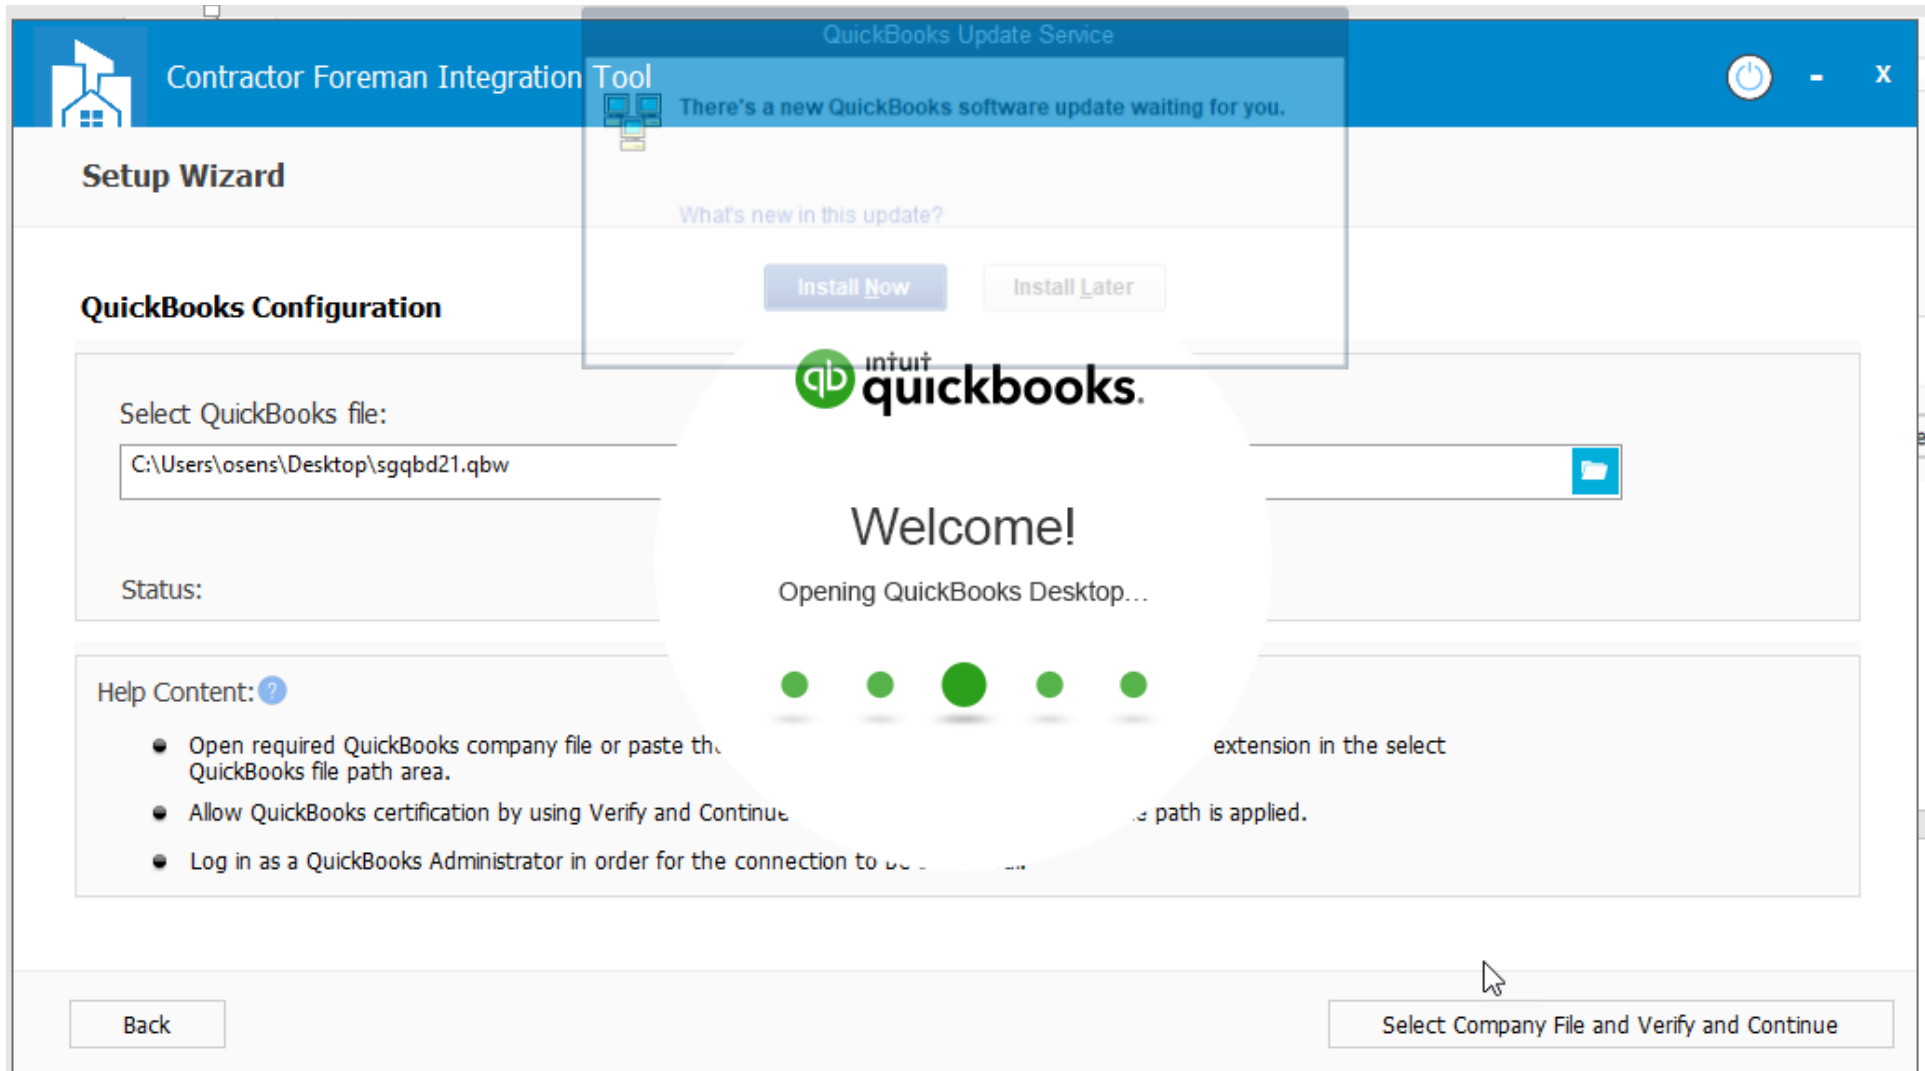 QuickBooks Update Service
Contractor Foreman Integration Tool
There's a new QuickBooks software update waiting for you.
- x
Setup Wizard
What's new in this update?
Install Now
Install Later
QuickBooks Configuration
intuit
qb quickbooks.
Select QuickBooks file:
C:\Users\osens\Desktop\sgqbd21.qbw
Welcome!
Status:
Opening QuickBooks Desktop...
Help Content: ?
Open required QuickBooks company file or paste extension in the select
QuickBooks file path area.
Allow QuickBooks certification by using Verify and Continue path is applied.
Log in as a QuickBooks Administrator in order for the connection to
Back
Select Company File and Verify and Continue